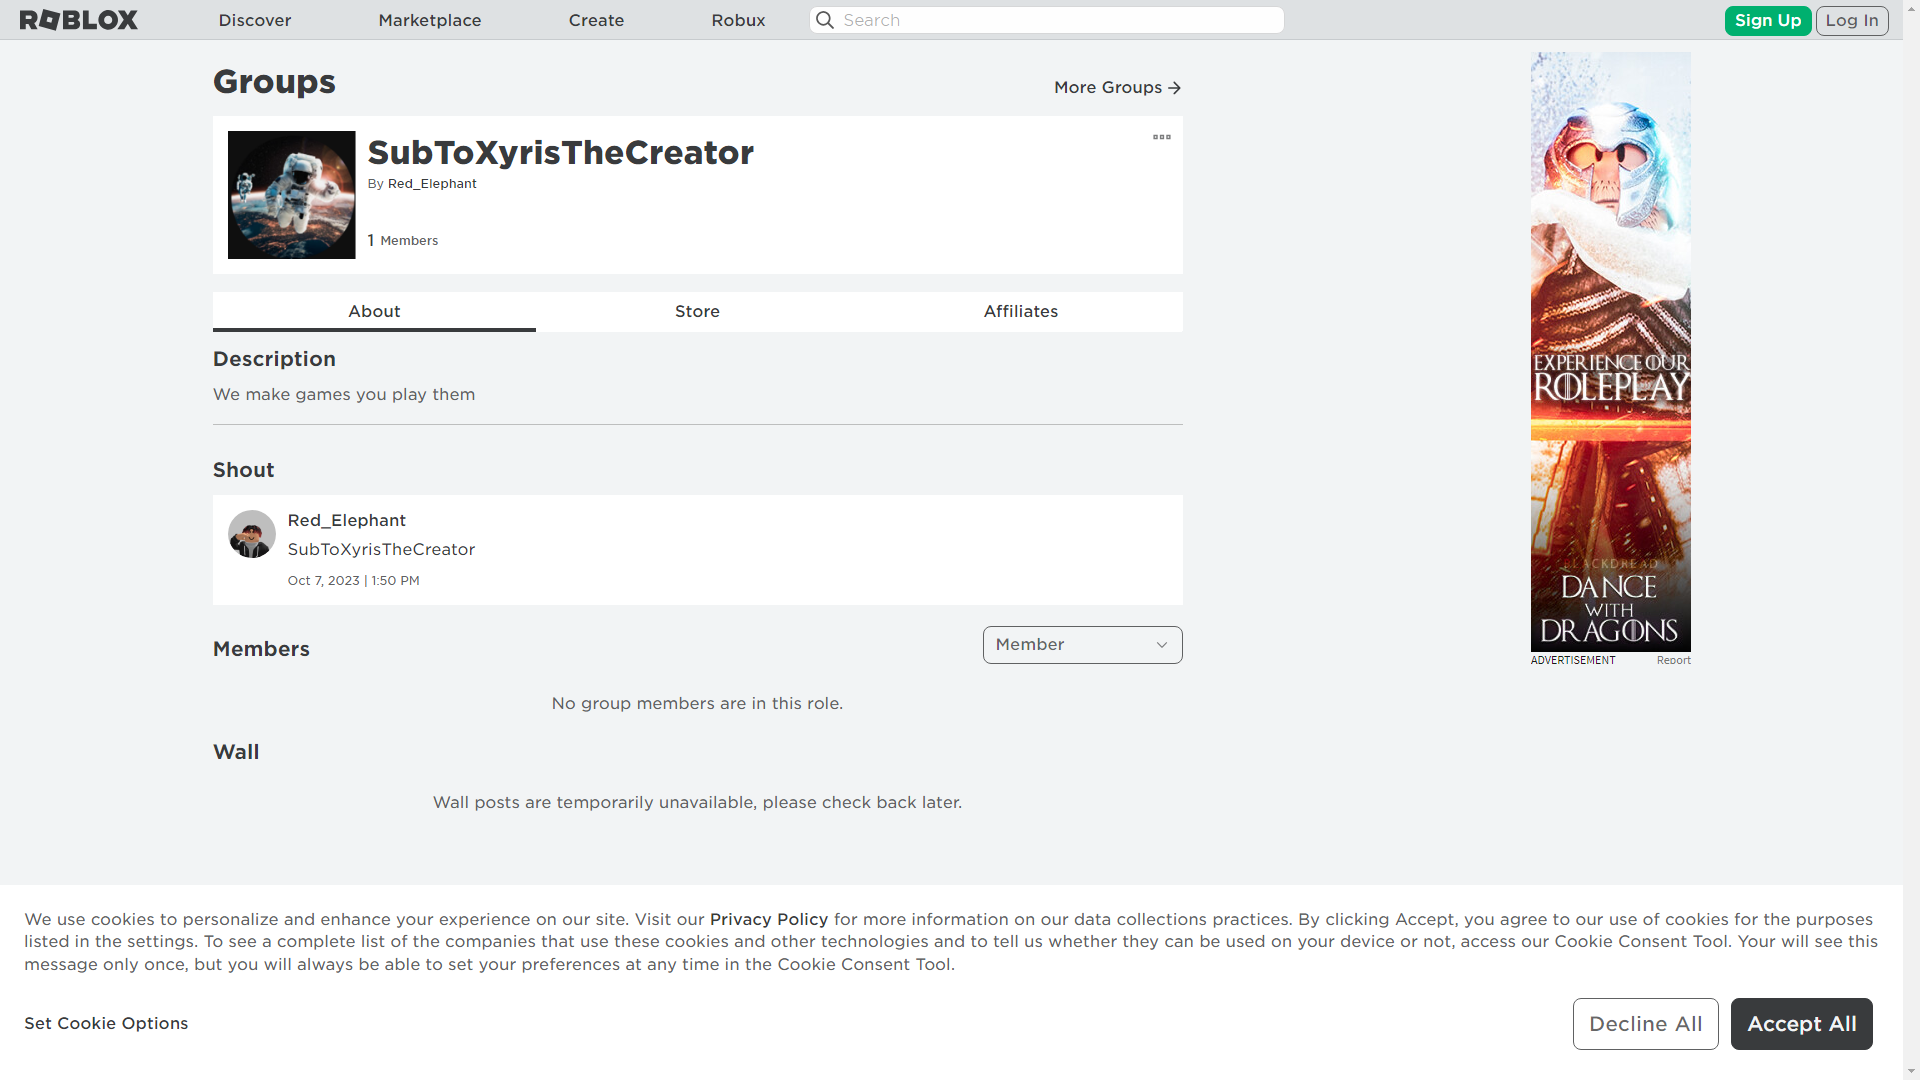 ROBLOX
Discover
Marketplace
Create
Robux
Search
Sign Up
Log In
Groups
More Groups
SubToXyrisTheCreator
By Red_Elephant
1 Members
About
Store
Affiliates
Description
We make games you play them
Shout
Red_Elephant
SubToXyrisTheCreator
Oct 7, 2023 | 1:50 PM
Members
Member
No group members are in this role.
Wall
Wall posts are temporarily unavailable, please check back later.
EXPERIENCE OUR
ROLEPLAY
BLACKDREAD
DANCE
WITH
DRAGONS
ADVERTISEMENT
Report
We use cookies to personalize and enhance your experience on our site. Visit our Privacy Policy for more information on our data collections practices. By clicking Accept, you agree to our use of cookies for the purposes
listed in the settings. To see a complete list of the companies that use these cookies and other technologies and to tell us whether they can be used on your device or not, access our Cookie Consent Tool. Your will see this
message only once, but you will always be able to set your preferences at any time in the Cookie Consent Tool.
Set Cookie Options
Decline All
Accept All